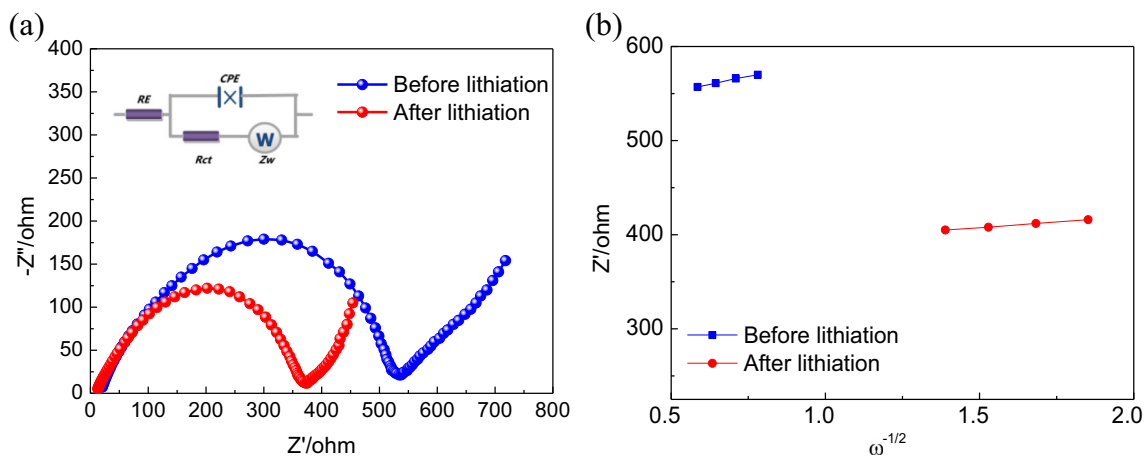 (a)
400
350
300
250
200
150
100
50
0
-Z''/ohm
0 100 200 300 400 500 600 700 800
Z'/ohm
CPE
RE
W
Rct
Zw
Before lithiation
After lithiation
(b)
600
500
400
300
Z'/ohm
0.5 1.0 1.5 2.0
ω-1/2
Before lithiation
After lithiation